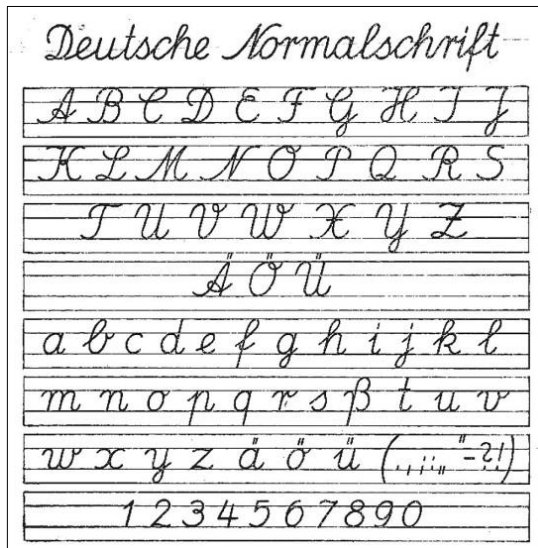 Deutsche Normalschrift
A B C D E F G H I J
K L M N O P Q R S
T U V W X Y Z
Ä Ö Ü
a b c d e f g h i j k l
m n o p q r s ß t u v
w x y z ä ö ü (., ; : „ " - ? !)
1 2 3 4 5 6 7 8 9 0